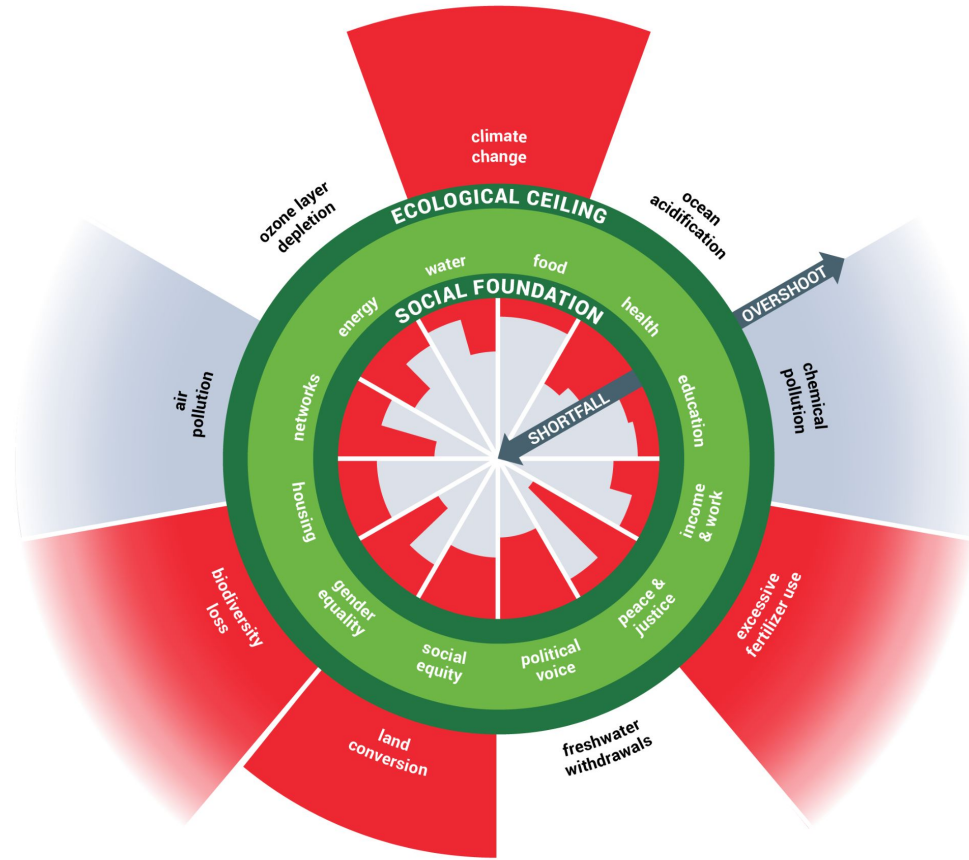 climate
change
ECOLOGICAL CEILING
ozone layer
depletion
ocean
acidification
OVERSHOOT
chemical
pollution
excessive
fertilizer use
freshwater
withdrawals
land
conversion
biodiversity
loss
air
pollution
water
food
health
education
income
& work
peace &
justice
political
voice
social
equity
gender
equality
housing
networks
energy
SOCIAL FOUNDATION
SHORTFALL